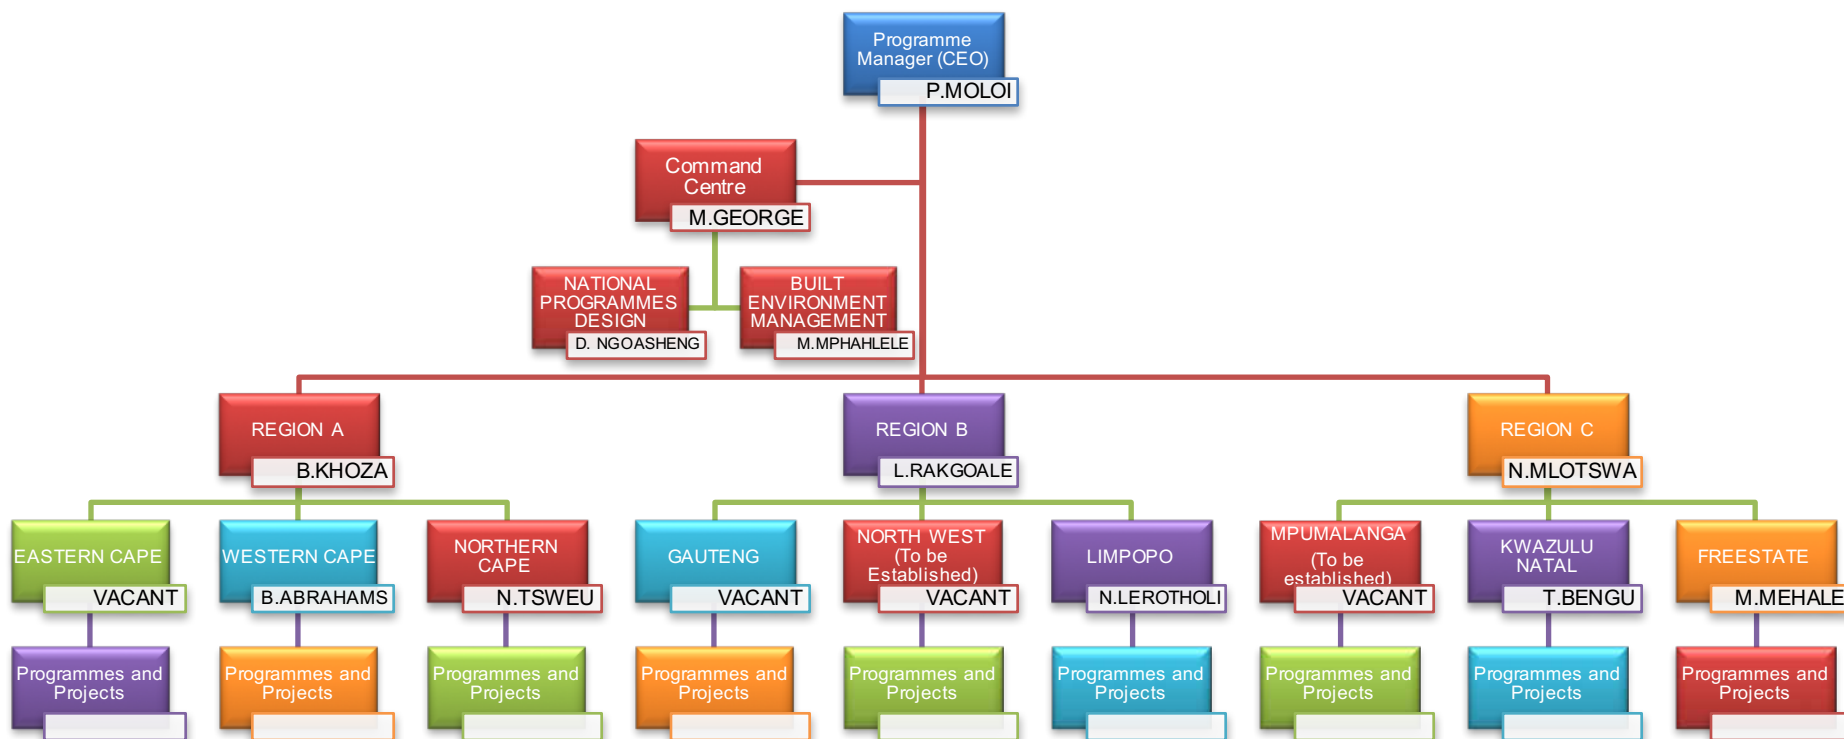 Programme
Manager (CEO)
P.MOLOI
Command
Centre
M.GEORGE
NATIONAL
PROGRAMMES
DESIGN
D. NGOASHENG
BUILT
ENVIRONMENT
MANAGEMENT
M.MPHAHLELE
REGION A
B.KHOZA
REGION B
L.RAKGOALE
REGION C
N.MLOTSWA
EASTERN CAPE
VACANT
WESTERN CAPE
B.ABRAHAMS
NORTHERN
CAPE
N.TSWEU
GAUTENG
VACANT
NORTH WEST
(To be
Established)
VACANT
LIMPOPO
N.LEROTHOLI
MPUMALANGA
(To be
established)
VACANT
KWAZULU
NATAL
T.BENGU
FREESTATE
M.MEHALE
Programmes and
Projects
Programmes and
Projects
Programmes and
Projects
Programmes and
Projects
Programmes and
Projects
Programmes and
Projects
Programmes and
Projects
Programmes and
Projects
Programmes and
Projects